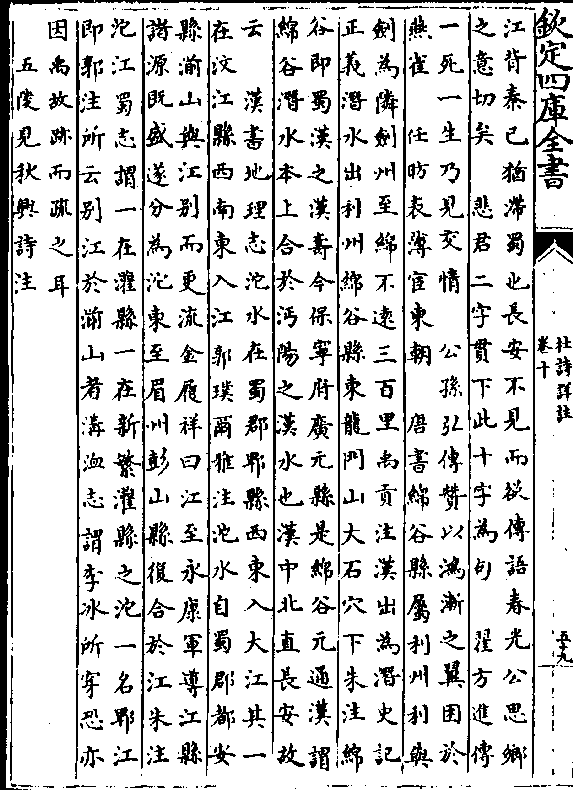 欽定四庫全書
杜詩詳註
卷十
五十九
江背秦已猶滯蜀也長安不見而欲傳語春光公思鄉
之意切矣 悲君二字貫下此十字為句 翟方進傳
一死一生乃見交情 公孫弘傳贊以鴻漸之翼困於
燕雀 任昉表薄宦東朝 唐書綿谷縣屬利州利與
劍為隣劍州至綿不遠三百里禹貢注漢出為潛史記
正義潛水出利州綿谷縣東龍門山大石穴下朱注綿
谷即蜀漢之漢壽今保寧府廣元縣是綿谷元通漢謂
綿谷潛水本上合於沔陽之漢水也漢中北直長安故
云 漢書地理志沱水在蜀郡郫縣西東入大江其一
在汶江縣西南東入江郭璞爾雅注沱水自蜀郡都安
縣湔山與江別而更流金履祥曰江至永康軍導江縣
諸源既盛遂分為沱東至眉州彭山縣復合於江朱注
沱江蜀志謂一在灌縣一在新繁灌縣之沱一名郫江
即郭注所云別江於湔山者溝洫志謂李冰所穿恐亦
因禹故跡而疏之耳
五陵見秋興詩注